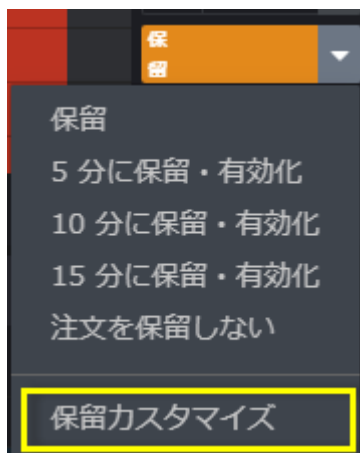 保
留
保留
5 分に保留・有効化
10 分に保留・有効化
15 分に保留・有効化
注文を保留しない
保留カスタマイズ